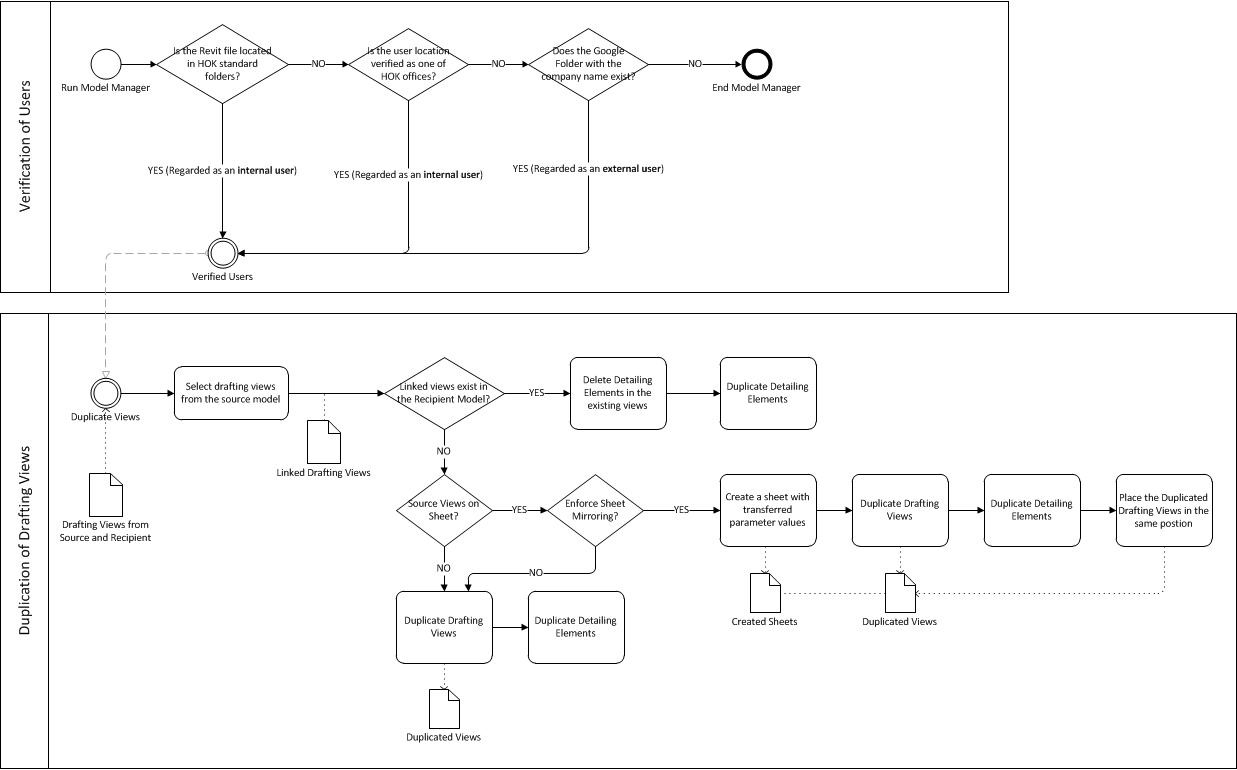 Verification of Users
Is the Revit file located
in HOK standard
folders?
Is the user location
verified as one of
HOK offices?
Does the Google
Folder with the
company name exist?
NO
NO
NO
Run Model Manager
End Model Manager
YES (Regarded as an internal user)
YES (Regarded as an internal user)
YES (Regarded as an external user)
Verified Users
Duplication of Drafting Views
Duplicate Views
Select drafting views
from the source model
Linked views exist in
the Recipient Model?
YES
Delete Detailing
Elements in the
existing views
Duplicate Detailing
Elements
Linked Drafting Views
NO
Drafting Views from
Source and Recipient
Source Views on
Sheet?
YES
Enforce Sheet
Mirroring?
YES
Create a sheet with
transferred
parameter values
Duplicate Drafting
Views
Duplicate Detailing
Elements
Place the Duplicated
Drafting Views in the
same postion
NO
NO
Created Sheets
Duplicated Views
Duplicate Drafting
Views
Duplicate Detailing
Elements
Duplicated Views